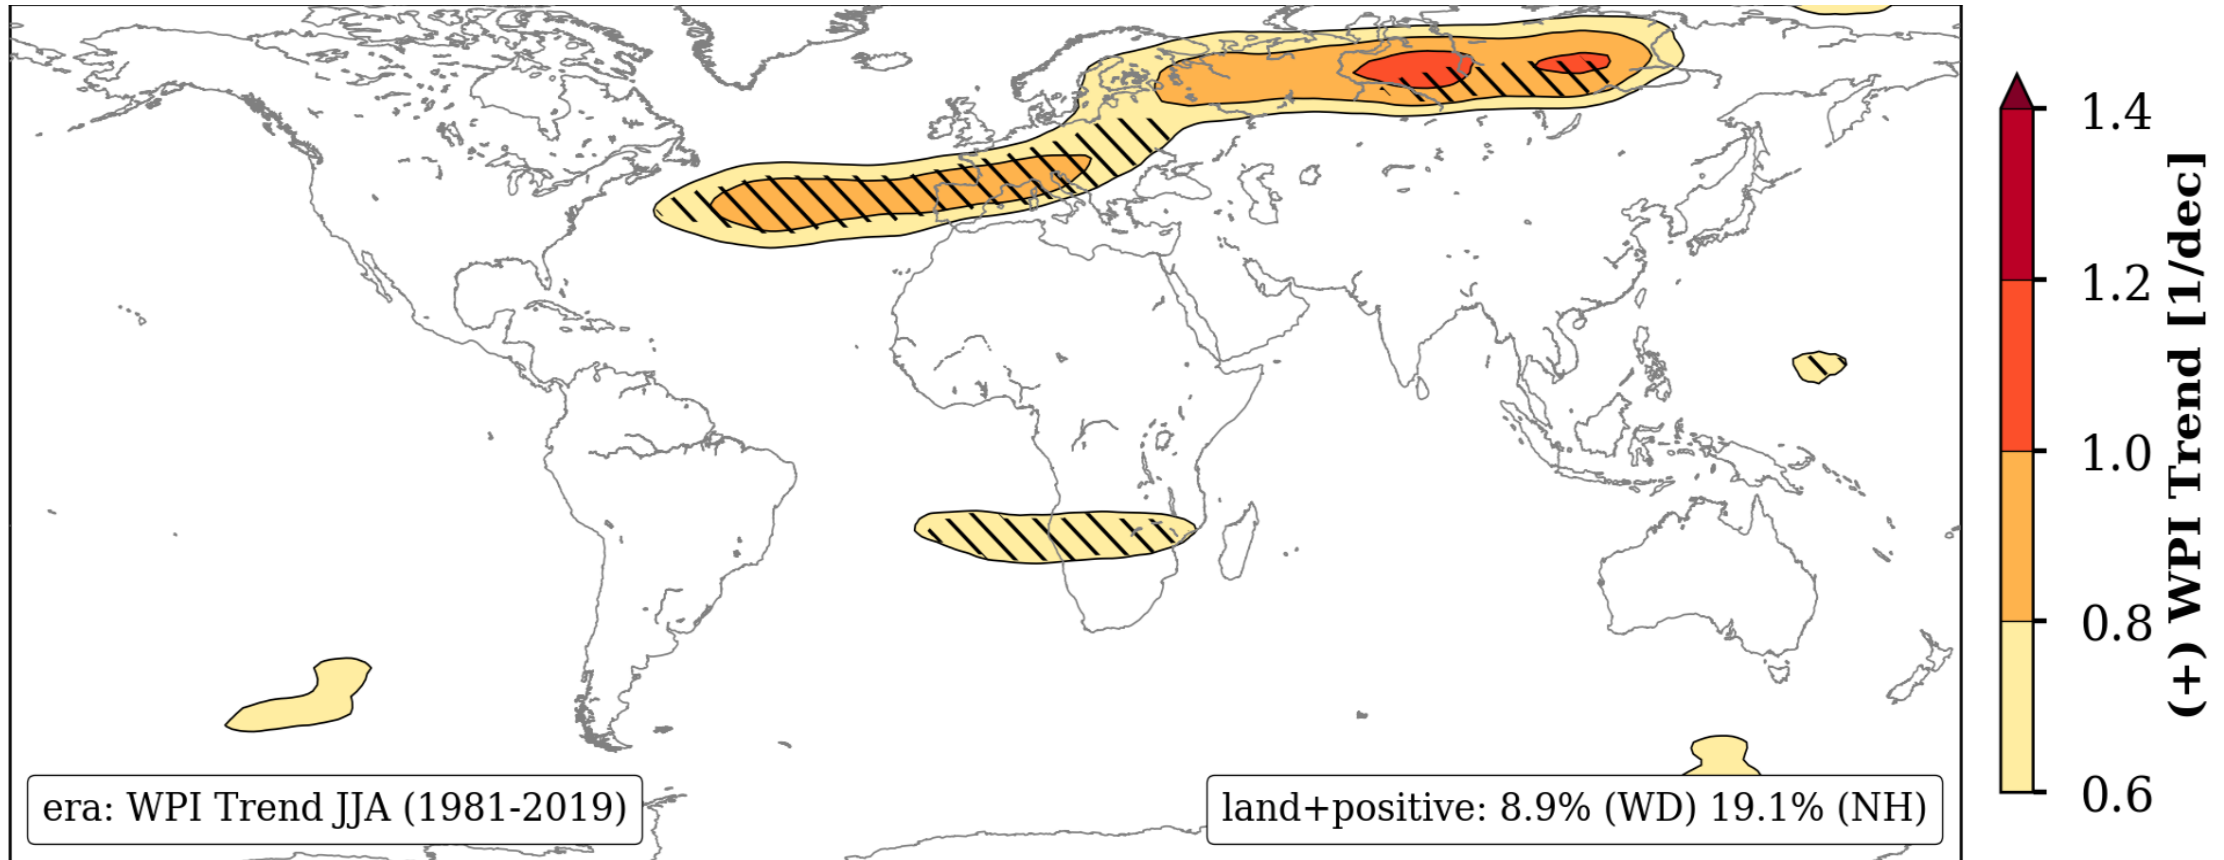 1.4
1.2
1.0
0.8
0.6
(+) WPI Trend [1/dec]
era: WPI Trend JJA (1981-2019)
land+positive: 8.9% (WD) 19.1% (NH)